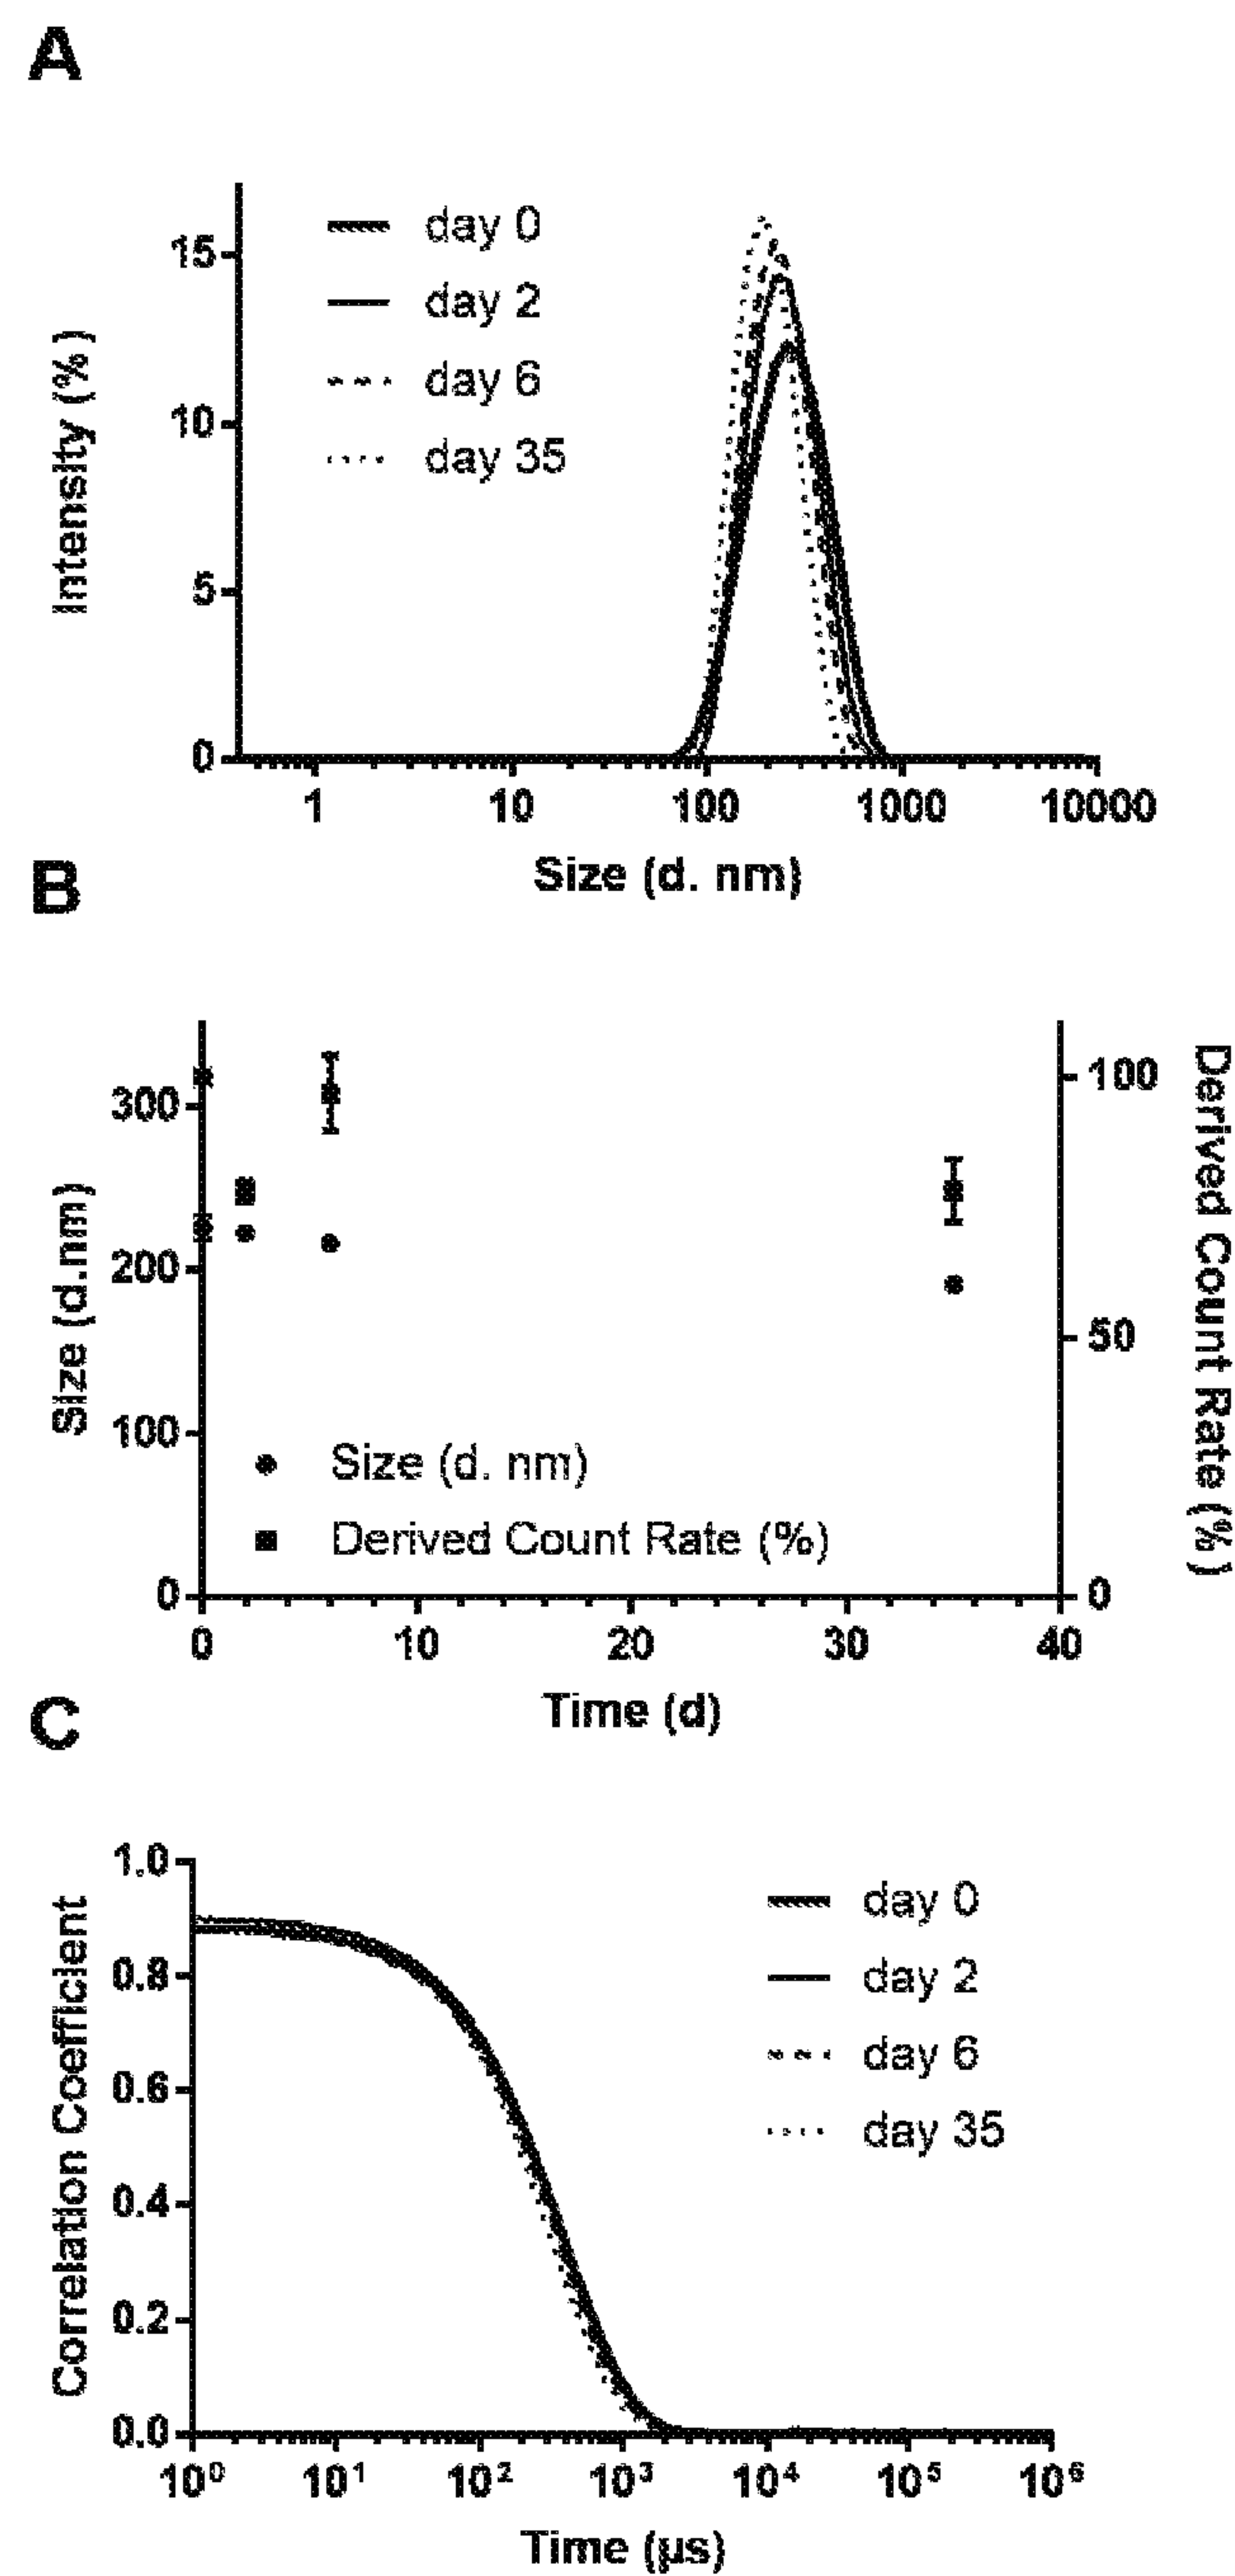 A
day 0
day 2
day 6
day 35
Intensity (%)
15
10
5
0
1 10 100 1000 10000
Size (d. nm)
B
Size (d.nm)
300
200
100
0
Derived Count Rate (%)
100
50
0
Size (d. nm)
Derived Count Rate (%)
0 10 20 30 40
Time (d)
C
Correlation Coefficient
1.0
0.8
0.6
0.4
0.2
0.0
day 0
day 2
day 6
day 35
10⁰ 10¹ 10² 10³ 10⁴ 10⁵ 10⁶
Time (µs)